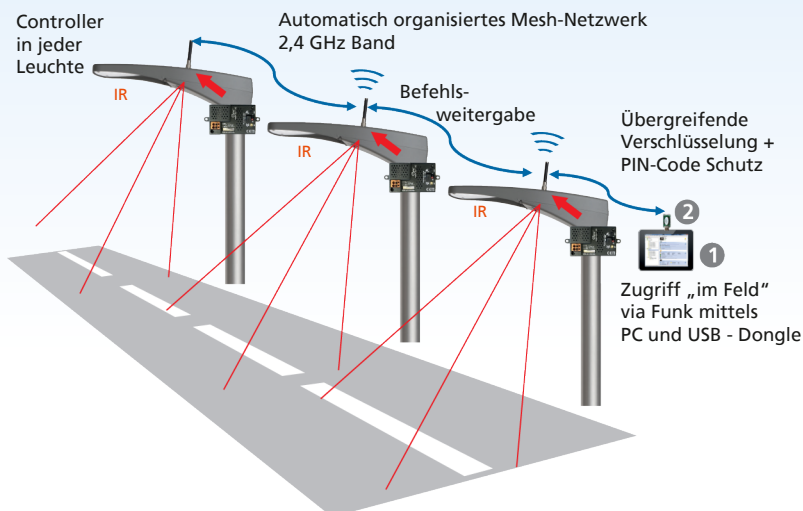 Controller
in jeder
Leuchte
Automatisch organisiertes Mesh-Netzwerk
2,4 GHz Band
IR
Befehls-
weitergabe
IR
Übergreifende
Verschlüsselung +
PIN-Code Schutz
IR
2
1
Zugriff „im Feld“
via Funk mittels
PC und USB - Dongle